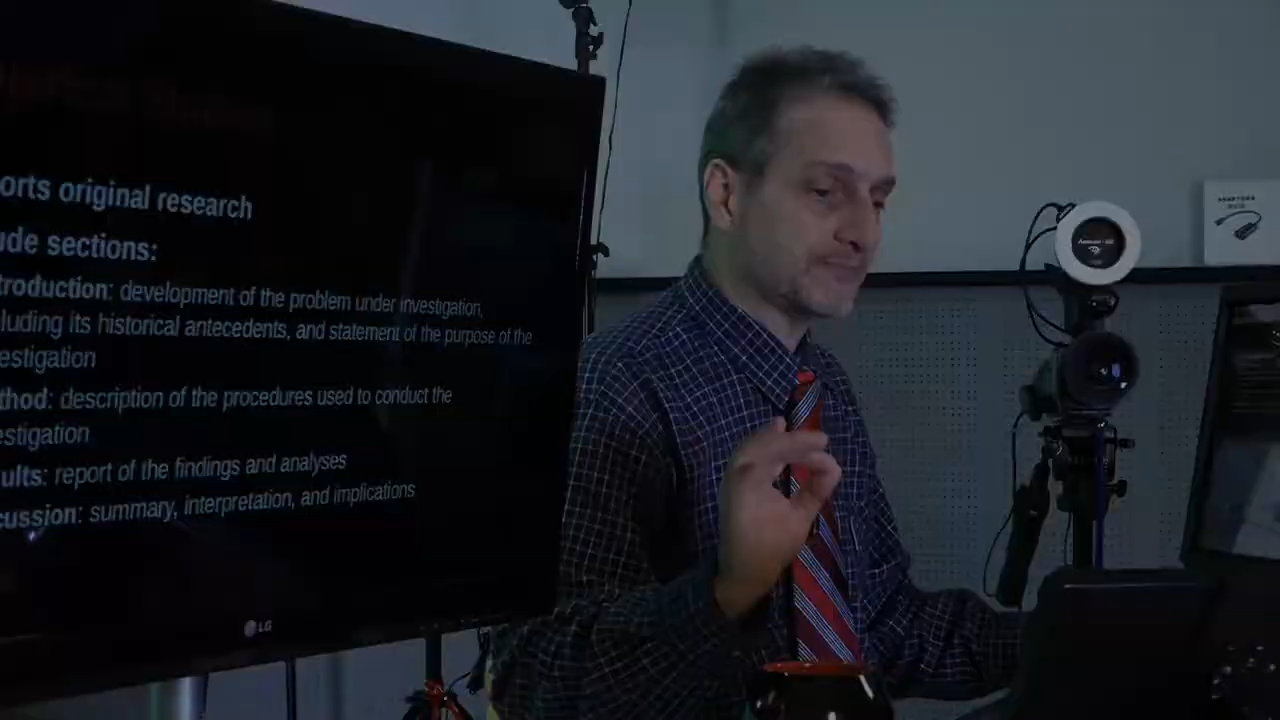 orts original research
ude sections:
troduction: development of the problem under investigation,
luding its historical antecedents, and statement of the purpose of the
estigation
thod: description of the procedures used to conduct the
estigation
ults: report of the findings and analyses
cussion: summary, interpretation, and implications
LG